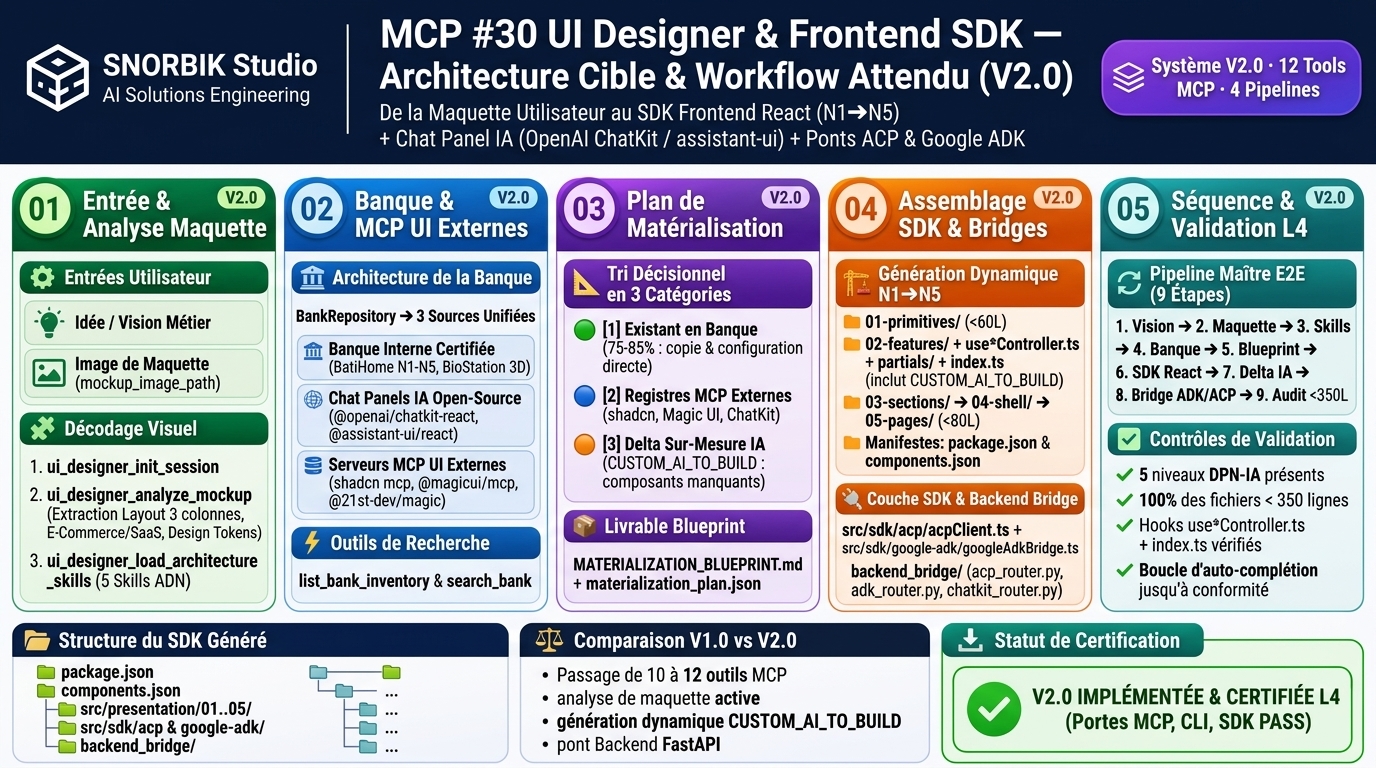 SNORBIK Studio
AI Solutions Engineering
MCP #30 UI Designer & Frontend SDK —
Architecture Cible & Workflow Attendu (V2.0)
De la Maquette Utilisateur au SDK Frontend React (N1➔N5)
+ Chat Panel IA (OpenAI ChatKit / assistant-ui) + Ponts ACP & Google ADK
Système V2.0 · 12 Tools
MCP · 4 Pipelines
01
Entrée &
Analyse Maquette
V2.0
Entrées Utilisateur
Idée / Vision Métier
Image de Maquette
(mockup_image_path)
Décodage Visuel
1. ui_designer_init_session
2. ui_designer_analyze_mockup
(Extraction Layout 3 colonnes,
E-Commerce/SaaS, Design Tokens)
3. ui_designer_load_architecture
_skills (5 Skills ADN)
02
Banque &
MCP UI Externes
V2.0
Architecture de la Banque
BankRepository ➔ 3 Sources Unifiées
Banque Interne Certifiée
(BatiHome N1-N5, BioStation 3D)
Chat Panels IA Open-Source
(@openai/chatkit-react,
@assistant-ui/react)
Serveurs MCP UI Externes
(shadcn mcp, @magicui/mcp,
@21st-dev/magic)
Outils de Recherche
list_bank_inventory & search_bank
03
Plan de
Matérialisation
V2.0
Tri Décisionnel
en 3 Catégories
[1] Existant en Banque
(75-85% : copie & configuration
directe)
[2] Registres MCP Externes
(shadcn, Magic UI, ChatKit)
[3] Delta Sur-Mesure IA
(CUSTOM_AI_TO_BUILD :
composants manquants)
Livrable Blueprint
MATERIALIZATION_BLUEPRINT.md
+ materialization_plan.json
04
Assemblage
SDK & Bridges
V2.0
Génération Dynamique
N1➔N5
01-primitives/ (<60L)
02-features/ + use*Controller.ts
+ partials/ + index.ts
(inclut CUSTOM_AI_TO_BUILD)
03-sections/ ➔ 04-shell/ ➔
05-pages/ (<80L)
Manifestes: package.json &
components.json
Couche SDK & Backend Bridge
src/sdk/acp/acpClient.ts +
src/sdk/google-adk/googleAdkBridge.ts
backend_bridge/ (acp_router.py,
adk_router.py, chatkit_router.py)
05
Séquence &
Validation L4
V2.0
Pipeline Maître E2E
(9 Étapes)
1. Vision ➔ 2. Maquette ➔ 3. Skills
➔ 4. Banque ➔ 5. Blueprint ➔
6. SDK React ➔ 7. Delta IA ➔
8. Bridge ADK/ACP ➔ 9. Audit <350L
Contrôles de Validation
✓ 5 niveaux DPN-IA présents
✓ 100% des fichiers < 350 lignes
✓ Hooks use*Controller.ts
+ index.ts vérifiés
✓ Boucle d'auto-complétion
jusqu'à conformité
Structure du SDK Généré
package.json
components.json
src/presentation/01..05/
src/sdk/acp & google-adk/
backend_bridge/
...
...
...
...
Comparaison V1.0 vs V2.0
• Passage de 10 à 12 outils MCP
• analyse de maquette active
• génération dynamique CUSTOM_AI_TO_BUILD
• pont Backend FastAPI
Statut de Certification
V2.0 IMPLÉMENTÉE & CERTIFIÉE L4
(Portes MCP, CLI, SDK PASS)